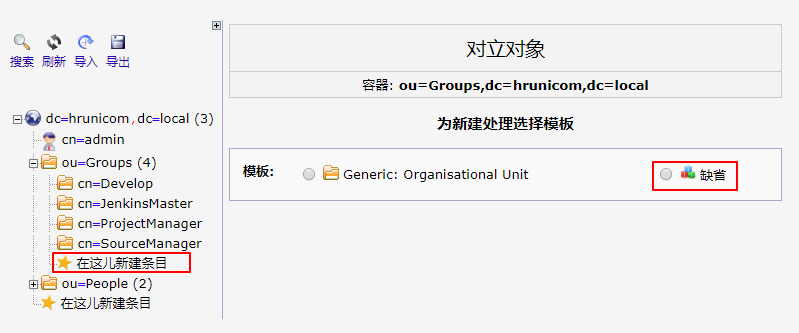 搜索 刷新 导入 导出
dc=hrunicom,dc=local (3)
cn=admin
ou=Groups (4)
cn=Develop
cn=JenkinsMaster
cn=ProjectManager
cn=SourceManager
在这儿新建条目
ou=People (2)
在这儿新建条目
对立对象
容器: ou=Groups,dc=hrunicom,dc=local
为新建处理选择模板
模板: Generic: Organisational Unit 缺省